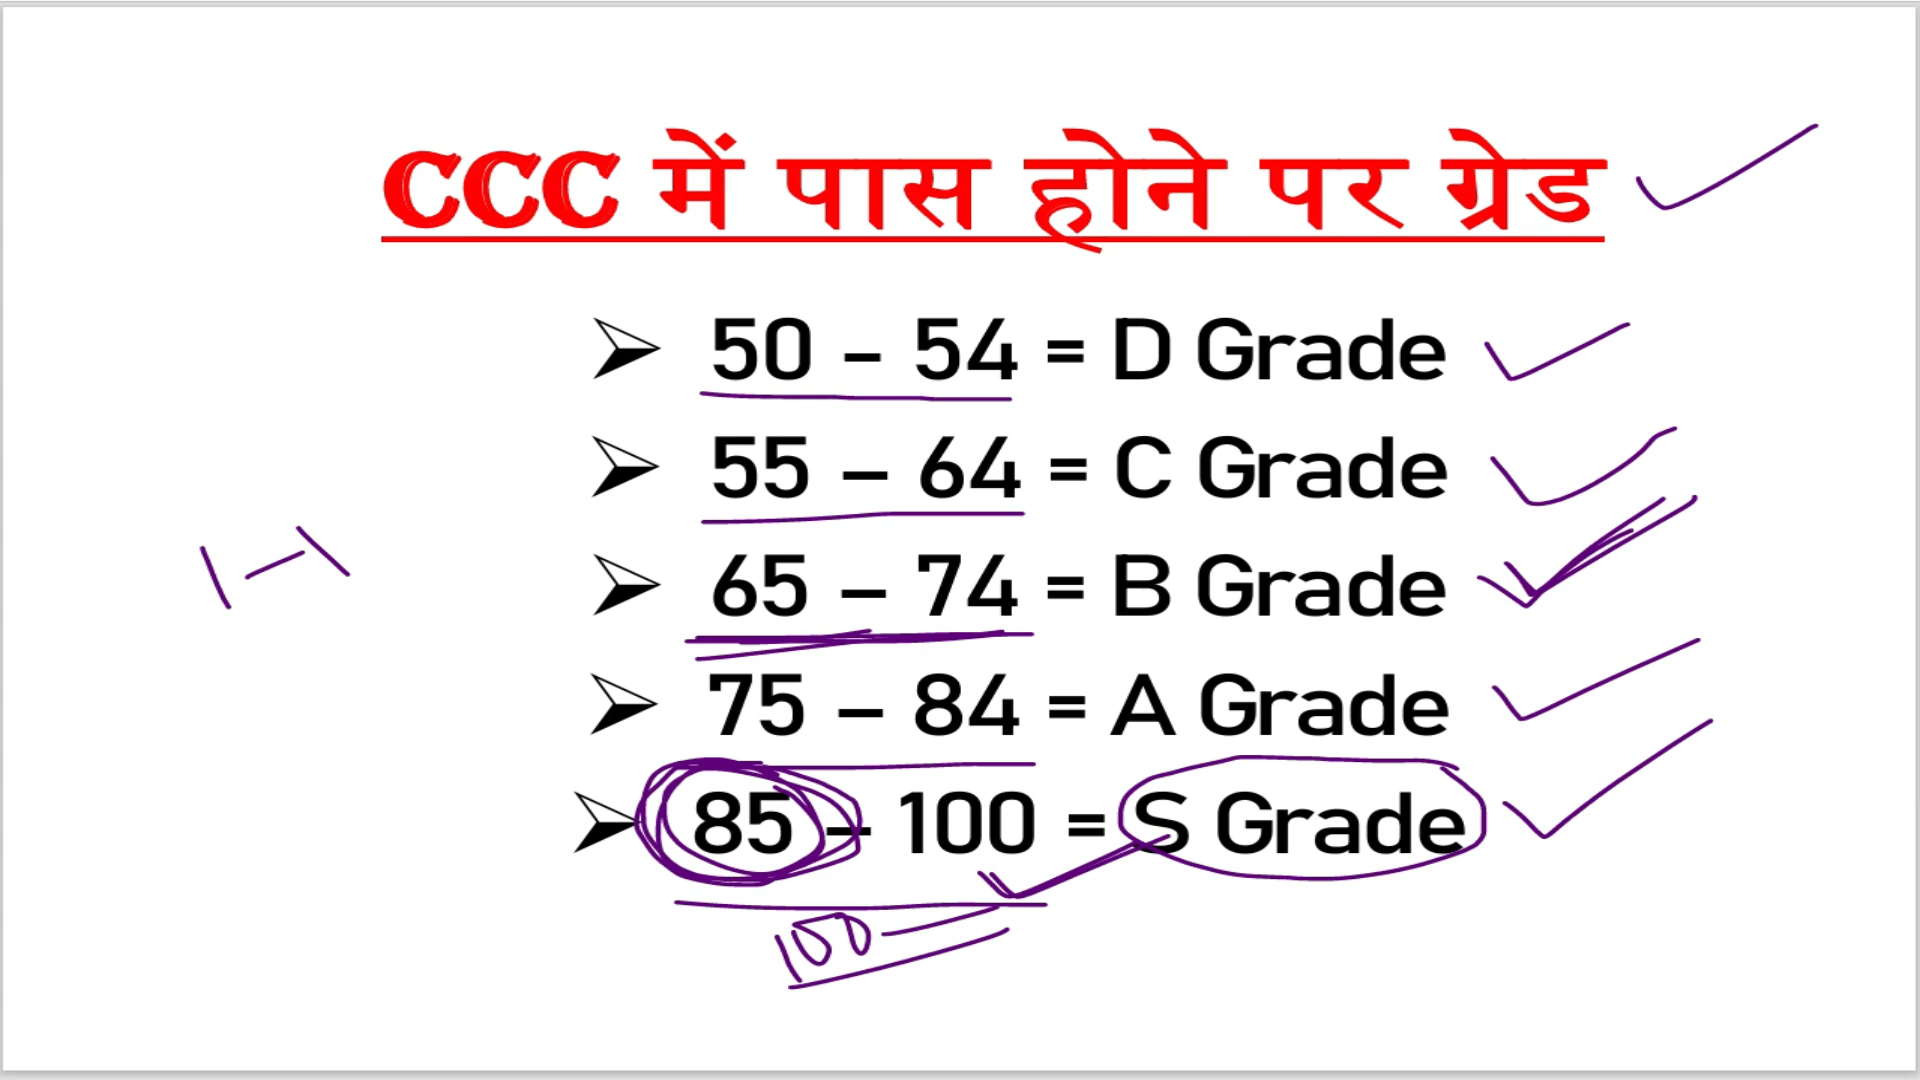 CCC में पास होने पर ग्रेड
➢ 50 – 54 = D Grade
➢ 55 – 64 = C Grade
➢ 65 – 74 = B Grade
➢ 75 – 84 = A Grade
➢ 85 – 100 = S Grade
100